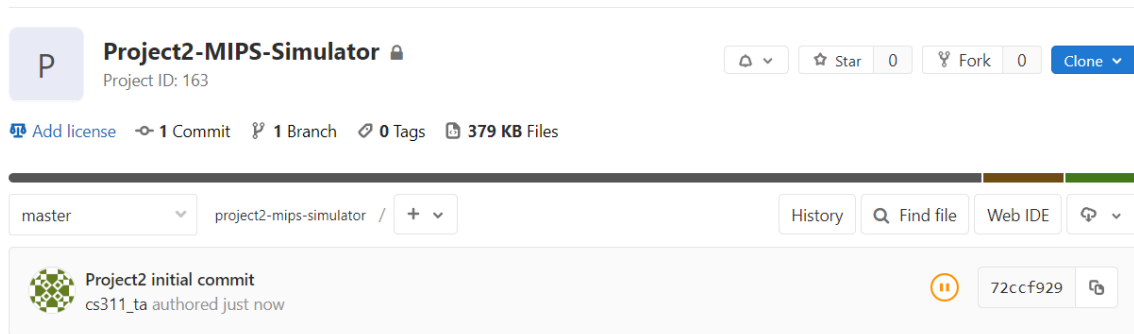 P
Project2-MIPS-Simulator
Project ID: 163
Star 0
Fork 0
Clone
Add license 1 Commit 1 Branch 0 Tags 379 KB Files
master project2-mips-simulator / + History Find file Web IDE
Project2 initial commit
cs311_ta authored just now
72ccf929